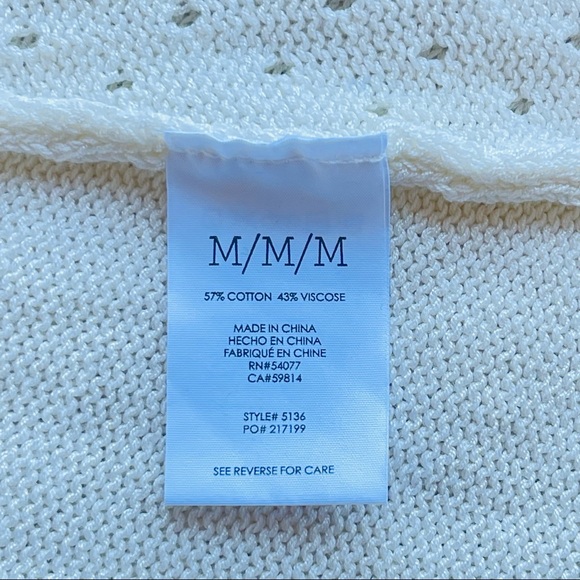 M/M/M
57% COTTON 43% VISCOSE
MADE IN CHINA
HECHO EN CHINA
FABRIQUÉ EN CHINE
RN#54077
CA#59814
STYLE# 5136
PO# 217199
SEE REVERSE FOR CARE